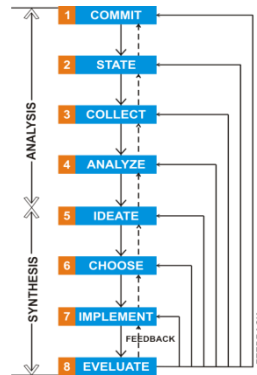 1 COMMIT
2 STATE
3 COLLECT
4 ANALYZE
5 IDEATE
6 CHOOSE
7 IMPLEMENT
FEEDBACK
8 EVELUATE
ANALYSIS
SYNTHESIS